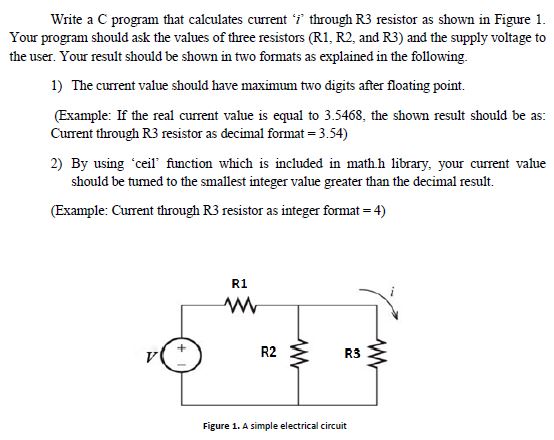 Write a C program that calculates current ‘i’ through R3 resistor as shown in Figure 1.
Your program should ask the values of three resistors (R1, R2, and R3) and the supply voltage to
the user. Your result should be shown in two formats as explained in the following.
1) The current value should have maximum two digits after floating point.
(Example: If the real current value is equal to 3.5468, the shown result should be as:
Current through R3 resistor as decimal format = 3.54)
2) By using ‘ceil’ function which is included in math.h library, your current value
should be turned to the smallest integer value greater than the decimal result.
(Example: Current through R3 resistor as integer format = 4)
R1
i
V
+
R2
R3
Figure 1. A simple electrical circuit